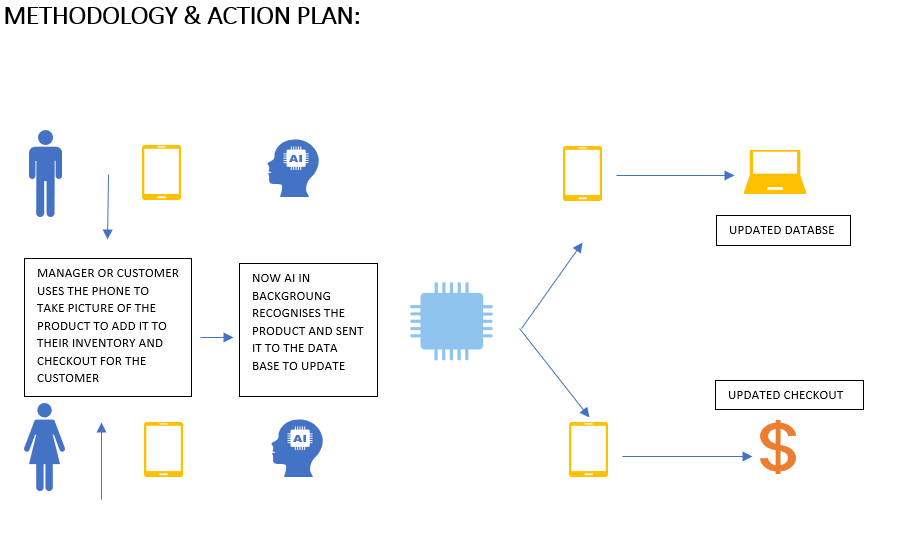 METHODOLOGY & ACTION PLAN:
AI
MANAGER OR CUSTOMER
USES THE PHONE TO
TAKE PICTURE OF THE
PRODUCT TO ADD IT TO
THEIR INVENTORY AND
CHECKOUT FOR THE
CUSTOMER
NOW AI IN
BACKGROUNG
RECOGNISES THE
PRODUCT AND SENT
IT TO THE DATA
BASE TO UPDATE
AI
UPDATED DATABSE
UPDATED CHECKOUT
$